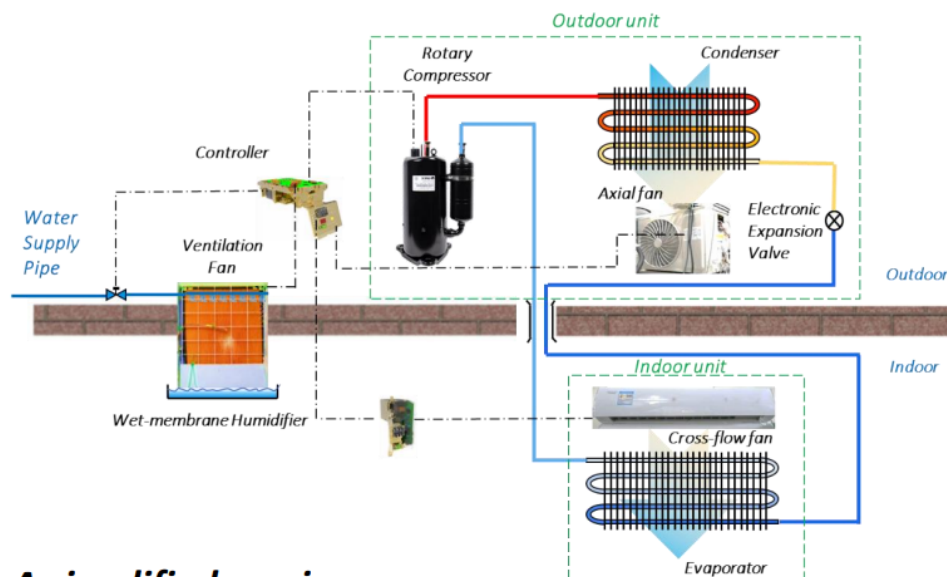 Outdoor unit
Rotary
Compressor
Condenser
Controller
Axial fan
Electronic
Expansion
Valve
Water
Supply
Pipe
Ventilation
Fan
Outdoor
Indoor
Indoor unit
Wet-membrane Humidifier
Cross-flow fan
Evaporator